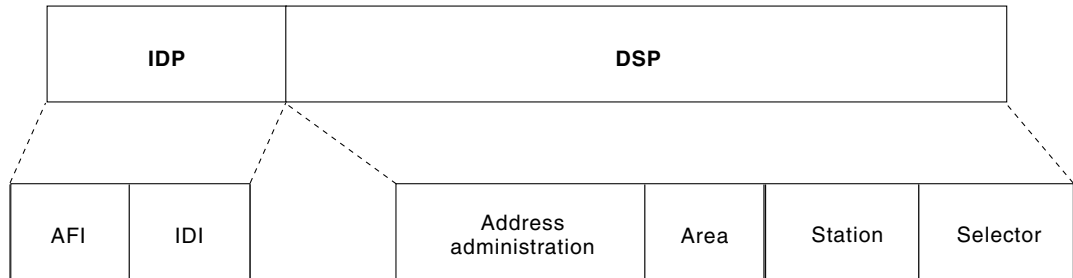 IDP
DSP
AFI
IDI
Address
administration
Area
Station
Selector